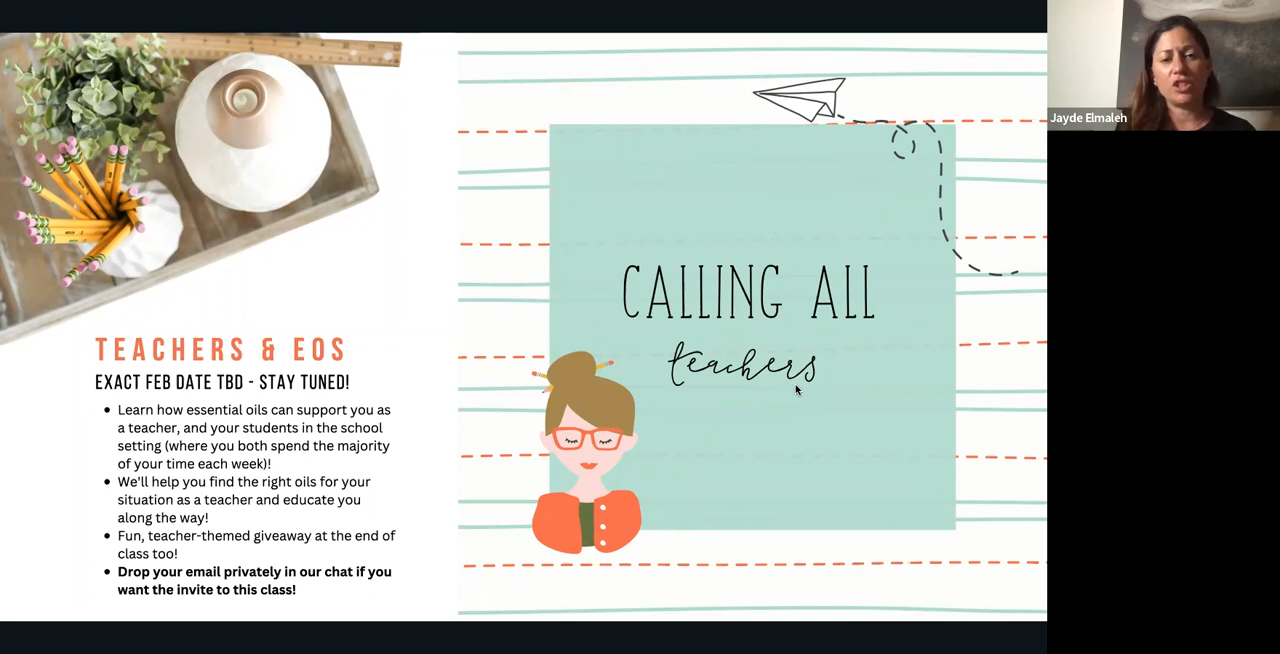 TEACHERS & EOS
EXACT FEB DATE TBD - STAY TUNED!
• Learn how essential oils can support you as
a teacher, and your students in the school
setting (where you both spend the majority
of your time each week)!
• We'll help you find the right oils for your
situation as a teacher and educate you
along the way!
• Fun, teacher-themed giveaway at the end of
class too!
• Drop your email privately in our chat if you
want the invite to this class!
CALLING ALL
teachers
Jayde Elmaleh